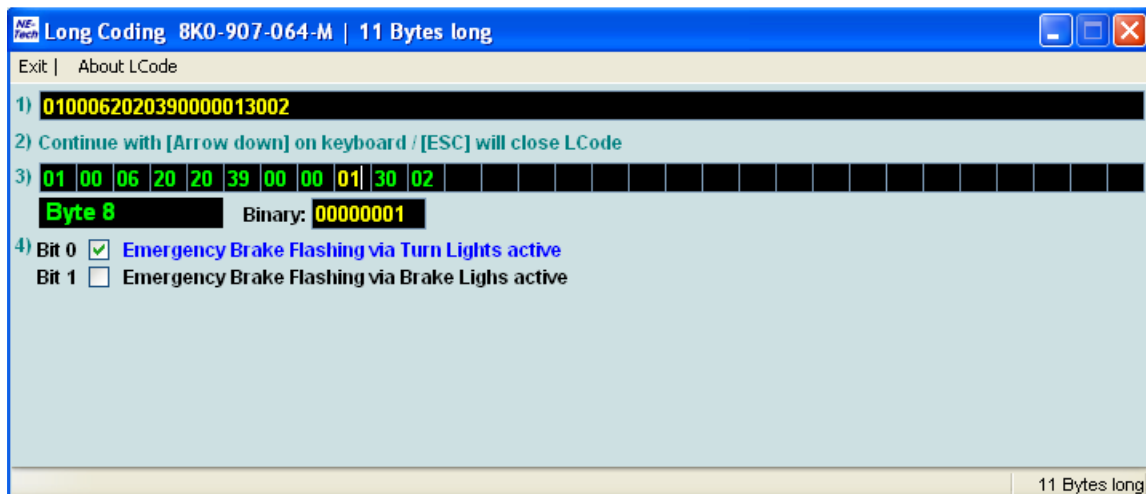 NE-Tech Long Coding 8K0-907-064-M | 11 Bytes long
Exit | About LCode
1) 0100062020390000013002
2) Continue with [Arrow down] on keyboard / [ESC] will close LCode
3) 01 00 06 20 20 39 00 00 01 30 02
Byte 8 Binary: 00000001
4) Bit 0 Emergency Brake Flashing via Turn Lights active
Bit 1 Emergency Brake Flashing via Brake Lighs active
11 Bytes long